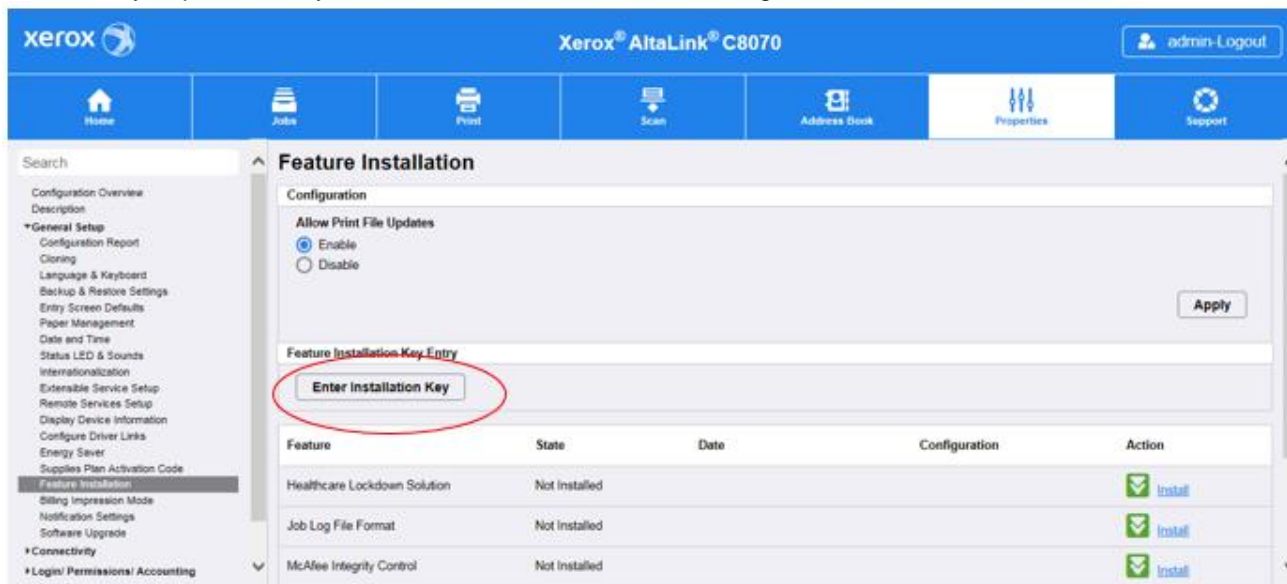 xerox
Xerox® AltaLink® C8070
admin-Logout
Home
Jobs
Print
Scan
Address Book
Properties
Support
Search
Configuration Overview
Description
General Setup
Configuration Report
Cloning
Language & Keyboard
Backup & Restore Settings
Entry Screen Defaults
Paper Management
Date and Time
Status LED & Sounds
Internationalization
Extensible Service Setup
Remote Services Setup
Display Device Information
Configure Driver Links
Energy Saver
Supplies Plan Activation Code
Feature Installation
Billing Impression Mode
Notification Settings
Software Upgrade
Connectivity
Login/ Permissions/ Accounting
Feature Installation
Configuration
Allow Print File Updates
Enable
Disable
Apply
Feature Installation Key Entry
Enter Installation Key
Feature State Date Configuration Action
Healthcare Lockdown Solution Not Installed Install
Job Log File Format Not Installed Install
McAfee Integrity Control Not Installed Install